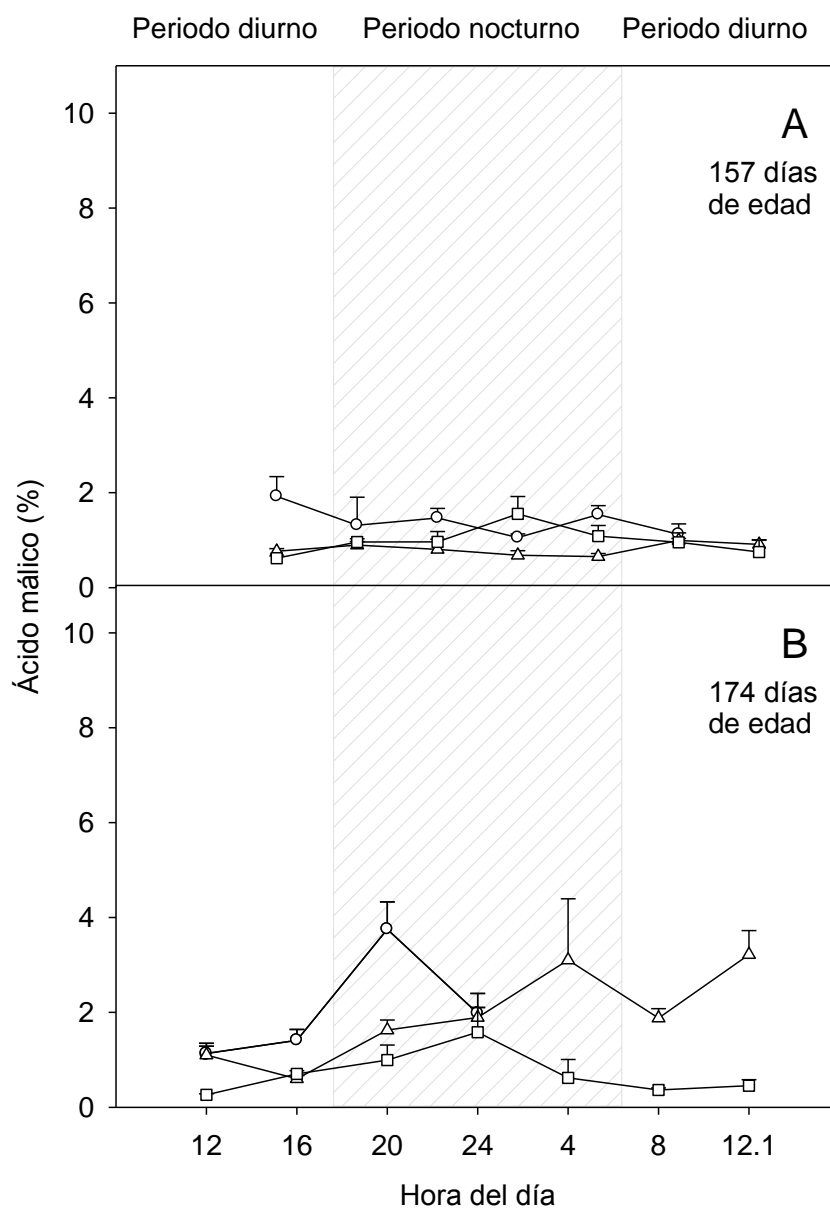 Periodo diurno Periodo nocturno Periodo diurno
10
8
6
4
2
0
A
157 días
de edad
Ácido málico (%)
10
8
6
4
2
0
B
174 días
de edad
12 16 20 24 4 8 12.1
Hora del día